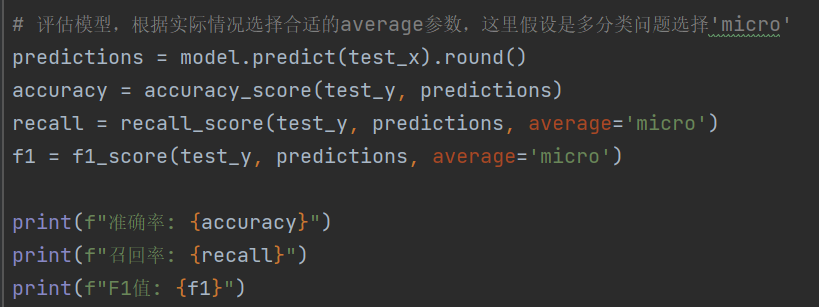 # 评估模型，根据实际情况选择合适的average参数，这里假设是多分类问题选择'micro'
predictions = model.predict(test_x).round()
accuracy = accuracy_score(test_y, predictions)
recall = recall_score(test_y, predictions, average='micro')
f1 = f1_score(test_y, predictions, average='micro')
print(f"准确率: {accuracy}")
print(f"召回率: {recall}")
print(f"F1值: {f1}")